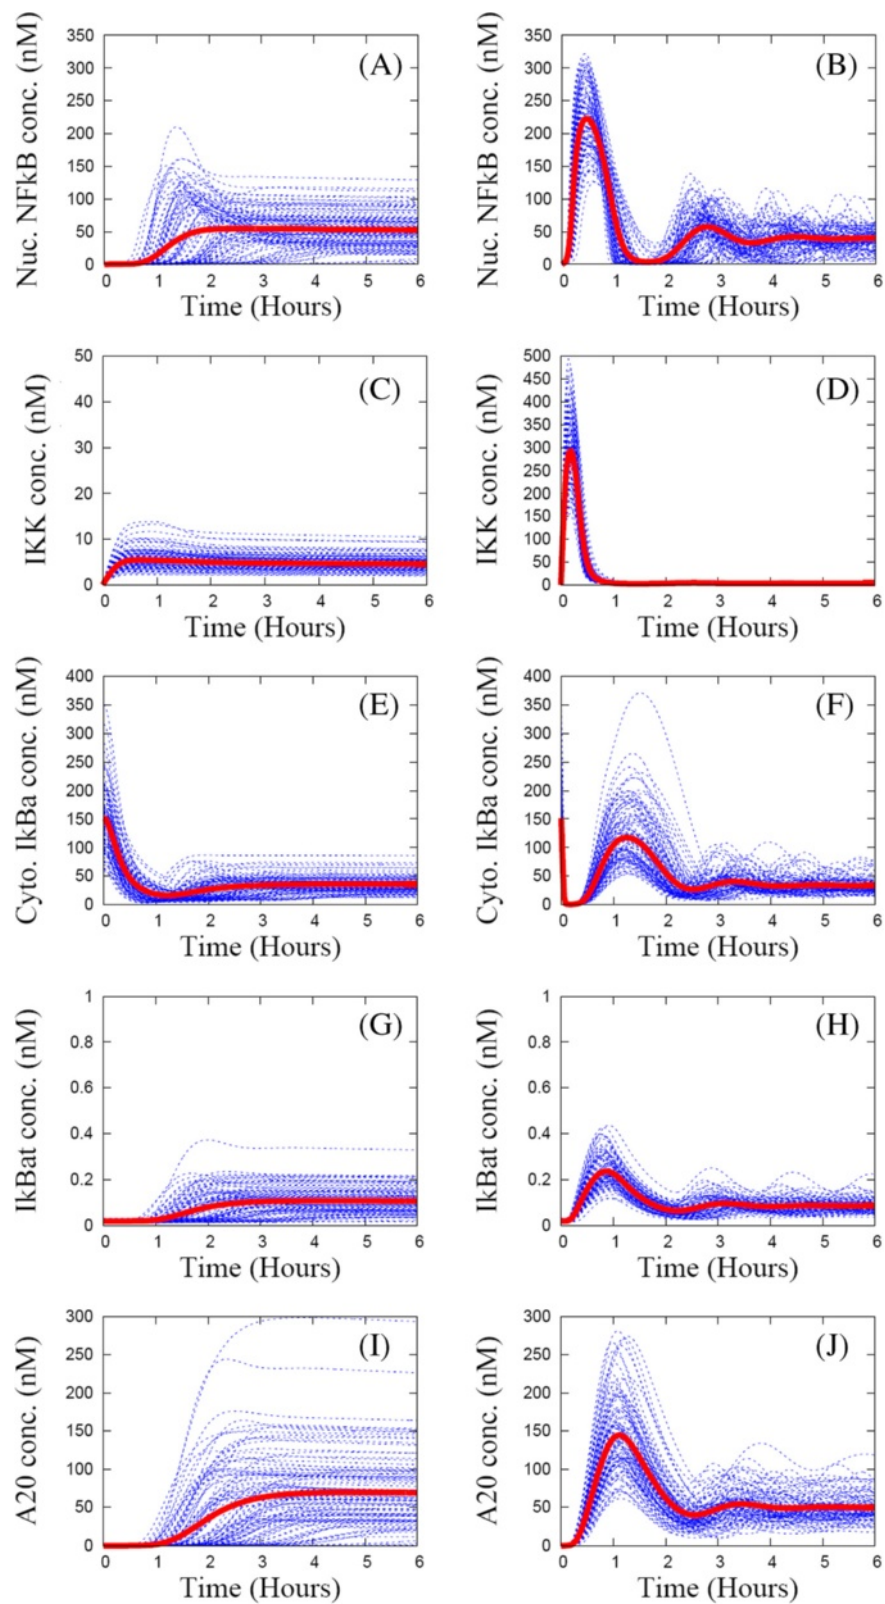 Nuc. NFkB conc. (nM)
350
300
250
200
150
100
50
0
(A)
0 1 2 3 4 5 6
Time (Hours)
Nuc. NFkB conc. (nM)
350
300
250
200
150
100
50
0
(B)
0 1 2 3 4 5 6
Time (Hours)
IKK conc. (nM)
50
40
30
20
10
0
(C)
0 1 2 3 4 5 6
Time (Hours)
IKK conc. (nM)
500
450
400
350
300
250
200
150
100
50
0
(D)
0 1 2 3 4 5 6
Time (Hours)
Cyto. IkBa conc. (nM)
400
350
300
250
200
150
100
50
0
(E)
0 1 2 3 4 5 6
Time (Hours)
Cyto. IkBa conc. (nM)
400
350
300
250
200
150
100
50
0
(F)
0 1 2 3 4 5 6
Time (Hours)
IkBat conc. (nM)
1
0.8
0.6
0.4
0.2
0
(G)
0 1 2 3 4 5 6
Time (Hours)
IkBat conc. (nM)
1
0.8
0.6
0.4
0.2
0
(H)
0 1 2 3 4 5 6
Time (Hours)
A20 conc. (nM)
300
250
200
150
100
50
0
(I)
0 1 2 3 4 5 6
Time (Hours)
A20 conc. (nM)
300
250
200
150
100
50
0
(J)
0 1 2 3 4 5 6
Time (Hours)